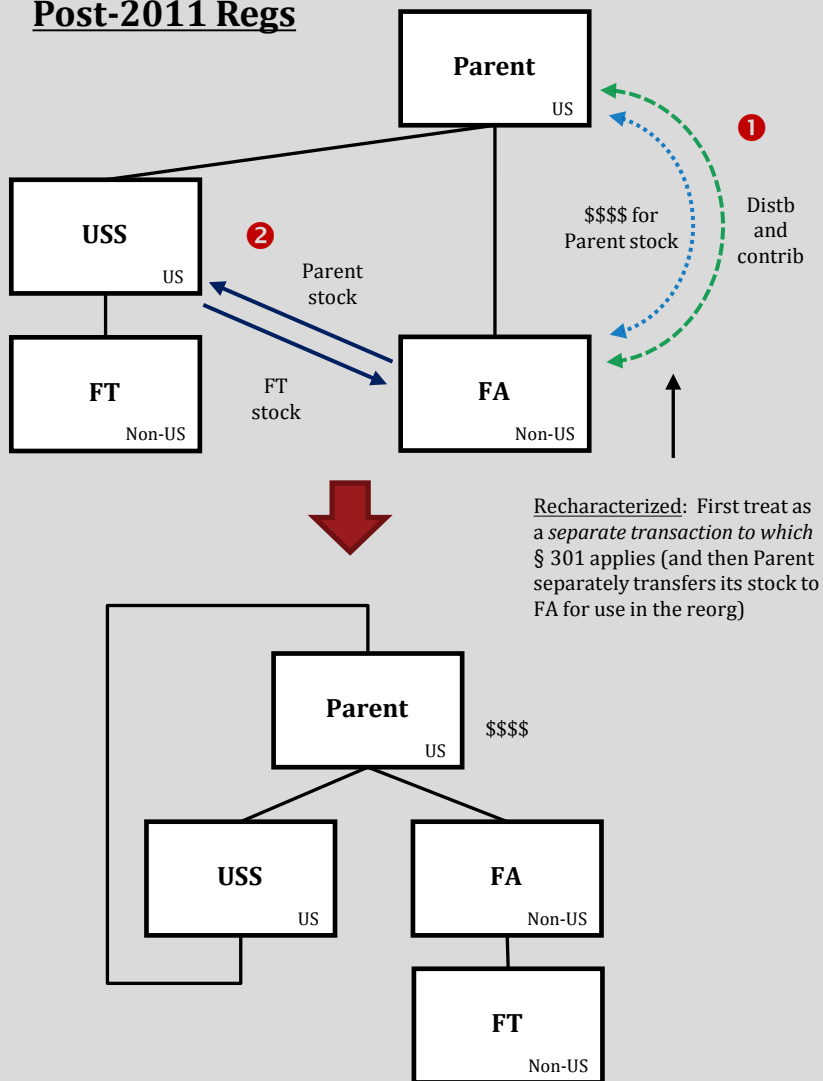 Post-2011 Regs
Parent
US
❶
$$$$ for
Parent stock
Distb
and
contrib
USS
US
❷
Parent
stock
FT
Non-US
FT
stock
FA
Non-US
Recharacterized: First treat as
a separate transaction to which
§ 301 applies (and then Parent
separately transfers its stock to
FA for use in the reorg)
Parent
US
$$$$
USS
US
FA
Non-US
FT
Non-US